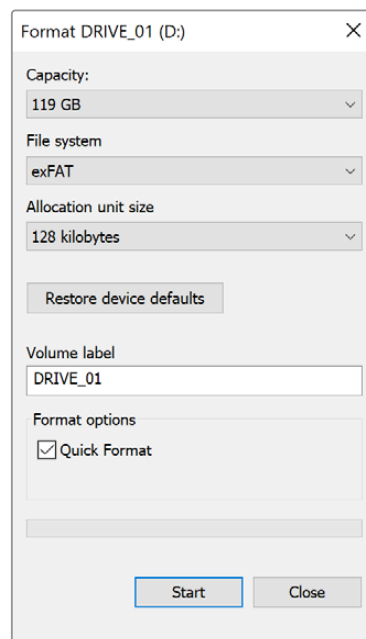 Format DRIVE_01 (D:)
Capacity:
119 GB
File system
exFAT
Allocation unit size
128 kilobytes
Restore device defaults
Volume label
DRIVE_01
Format options
Quick Format
Start
Close